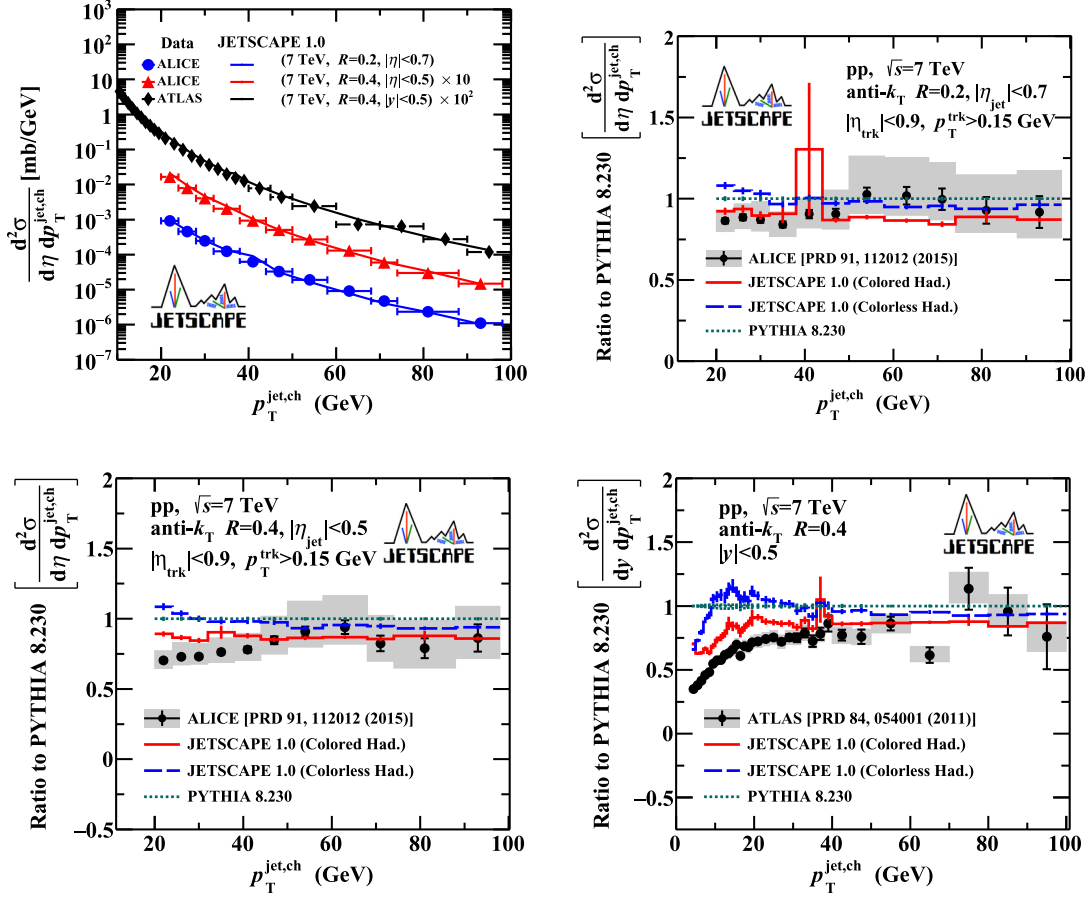 d²σ
dη dp_T^jet,ch
[mb/GeV]
10³
10²
10
1
10⁻¹
10⁻²
10⁻³
10⁻⁴
10⁻⁵
10⁻⁶
10⁻⁷
Data JETSCAPE 1.0
ALICE (7 TeV, R=0.2, |η|<0.7)
ALICE (7 TeV, R=0.4, |η|<0.5) × 10
ATLAS (7 TeV, R=0.4, |y|<0.5) × 10²
JETSCAPE
20 40 60 80 100
p_T^jet,ch (GeV)
Ratio to PYTHIA 8.230 [d²σ / dη dp_T^jet,ch]
2
1.5
1
0.5
0
JETSCAPE
pp, √s=7 TeV
anti-k_T R=0.2, |η_jet|<0.7
|η_trk|<0.9, p_T^trk>0.15 GeV
ALICE [PRD 91, 112012 (2015)]
JETSCAPE 1.0 (Colored Had.)
JETSCAPE 1.0 (Colorless Had.)
PYTHIA 8.230
20 40 60 80 100
p_T^jet,ch (GeV)
Ratio to PYTHIA 8.230 [d²σ / dη dp_T^jet,ch]
2
1.5
1
0.5
0
−0.5
pp, √s=7 TeV
anti-k_T R=0.4, |η_jet|<0.5
|η_trk|<0.9, p_T^trk>0.15 GeV
JETSCAPE
ALICE [PRD 91, 112012 (2015)]
JETSCAPE 1.0 (Colored Had.)
JETSCAPE 1.0 (Colorless Had.)
PYTHIA 8.230
20 40 60 80 100
p_T^jet,ch (GeV)
Ratio to PYTHIA 8.230 [d²σ / dy dp_T^jet,ch]
2
1.5
1
0.5
0
−0.5
pp, √s=7 TeV
anti-k_T R=0.4
|y|<0.5
JETSCAPE
ATLAS [PRD 84, 054001 (2011)]
JETSCAPE 1.0 (Colored Had.)
JETSCAPE 1.0 (Colorless Had.)
PYTHIA 8.230
0 10 20 30 40 50 60 70 80 90 100
p_T^jet,ch (GeV)